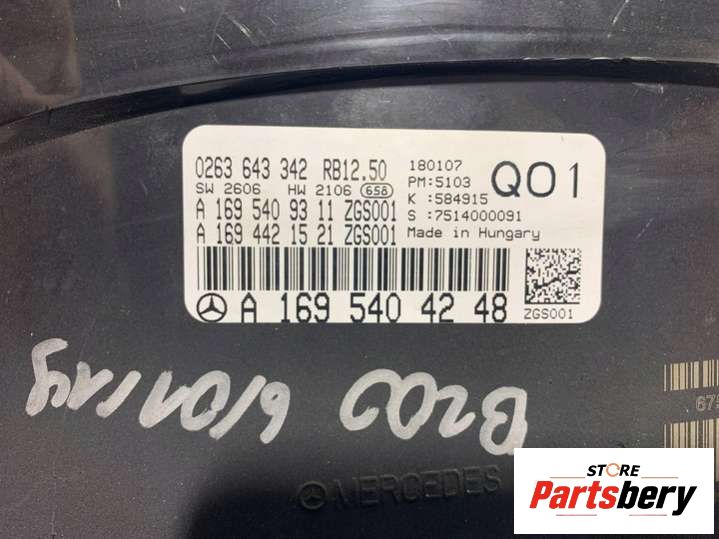 0263 643 342 RB12.50
SW 2606 HW 2106 658
A 169 540 93 11 ZGS001
A 169 442 15 21 ZGS001
180107
PM:5103
K :584915
S :7514000091
Made in Hungary
Q01
A 169 540 42 48
ZGS001
B200
MERCEDES
STORE
Partsbery